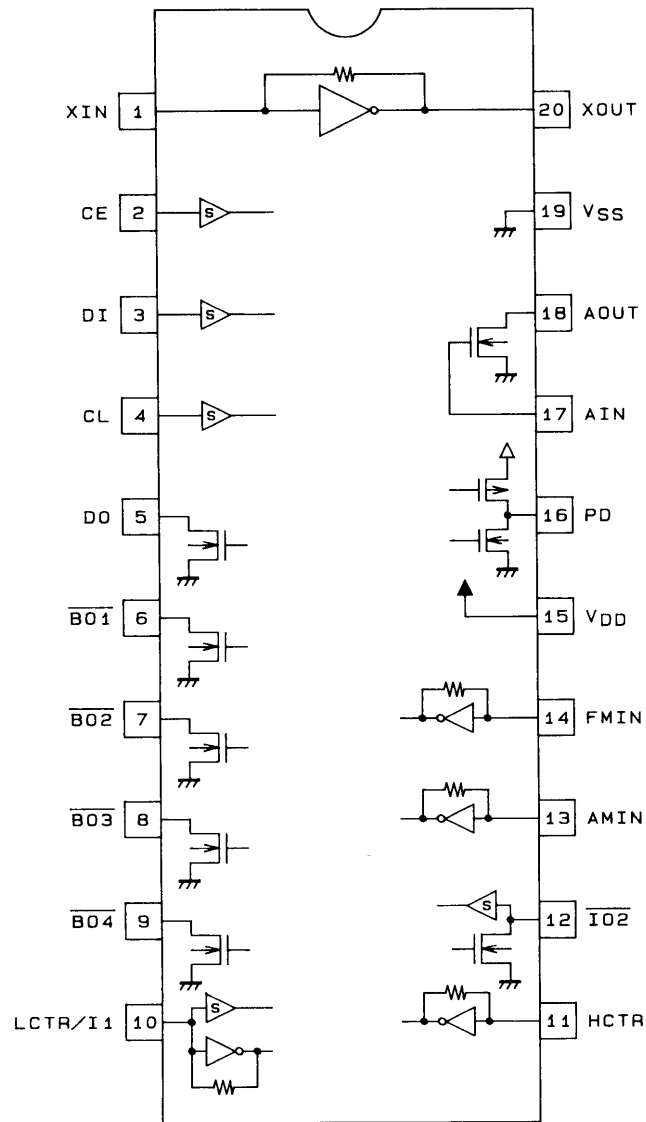 XIN 1 20 XOUT
CE 2 S 19 VSS
DI 3 S 18 AOUT
CL 4 S 17 AIN
DO 5 16 PD
BO1 6 15 VDD
BO2 7 14 FMIN
BO3 8 13 AMIN
BO4 9 S 12 IO2
LCTR/I1 10 S 11 HCTR